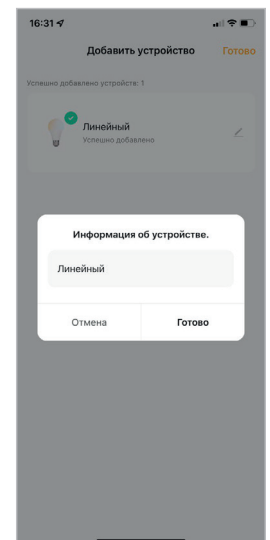 16:31
Добавить устройство
Готово
Успешно добавлено устройств: 1
Линейный
Успешно добавлено
Информация об устройстве.
Линейный
Отмена
Готово